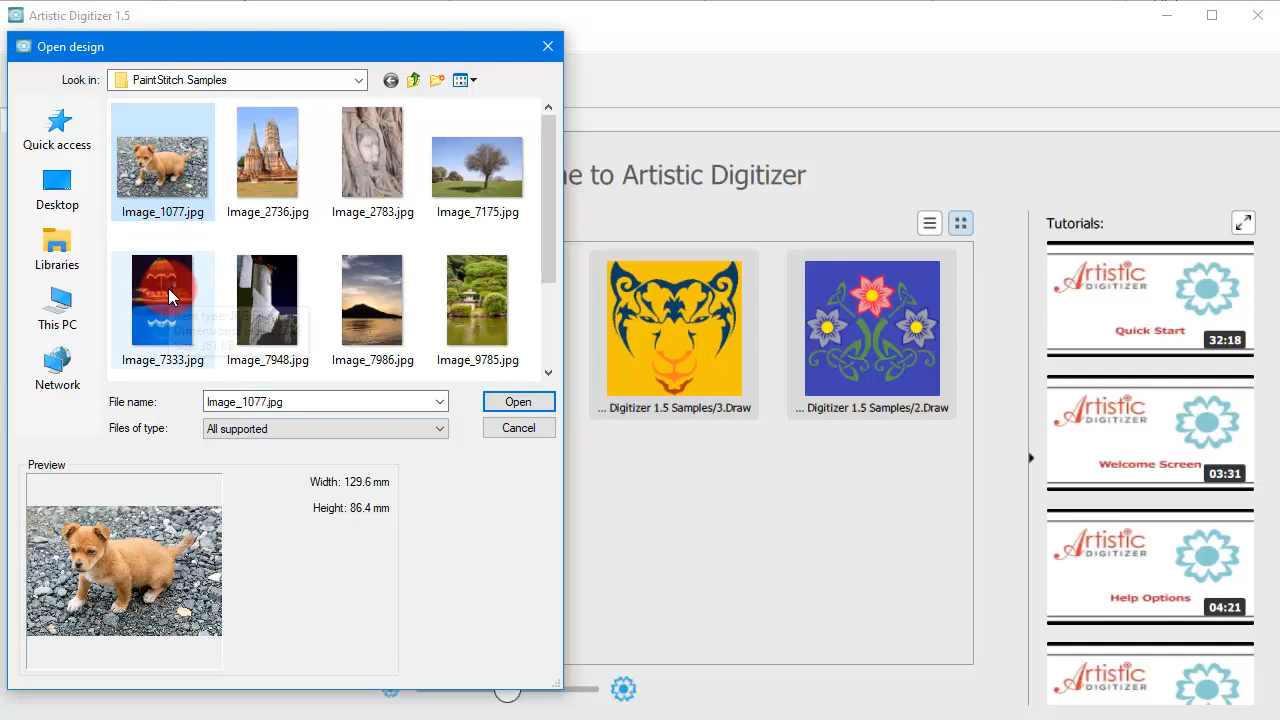 Artistic Digitizer 1.5
Open design
Look in: PaintStitch Samples
Quick access
Desktop
Libraries
This PC
Network
Image_1077.jpg Image_2736.jpg Image_2783.jpg Image_7175.jpg
Image_7333.jpg Image_7948.jpg Image_7986.jpg Image_9785.jpg
File name: Image_1077.jpg Open
Files of type: All supported Cancel
Preview
Width: 129.6 mm
Height: 86.4 mm
e to Artistic Digitizer
... Digitizer 1.5 Samples/3.Draw ... Digitizer 1.5 Samples/2.Draw
Tutorials:
Artistic
DIGITIZER
Quick Start
32:18
Artistic
DIGITIZER
Welcome Screen
03:31
Artistic
DIGITIZER
Help Options
04:21
Artistic
DIGITIZER